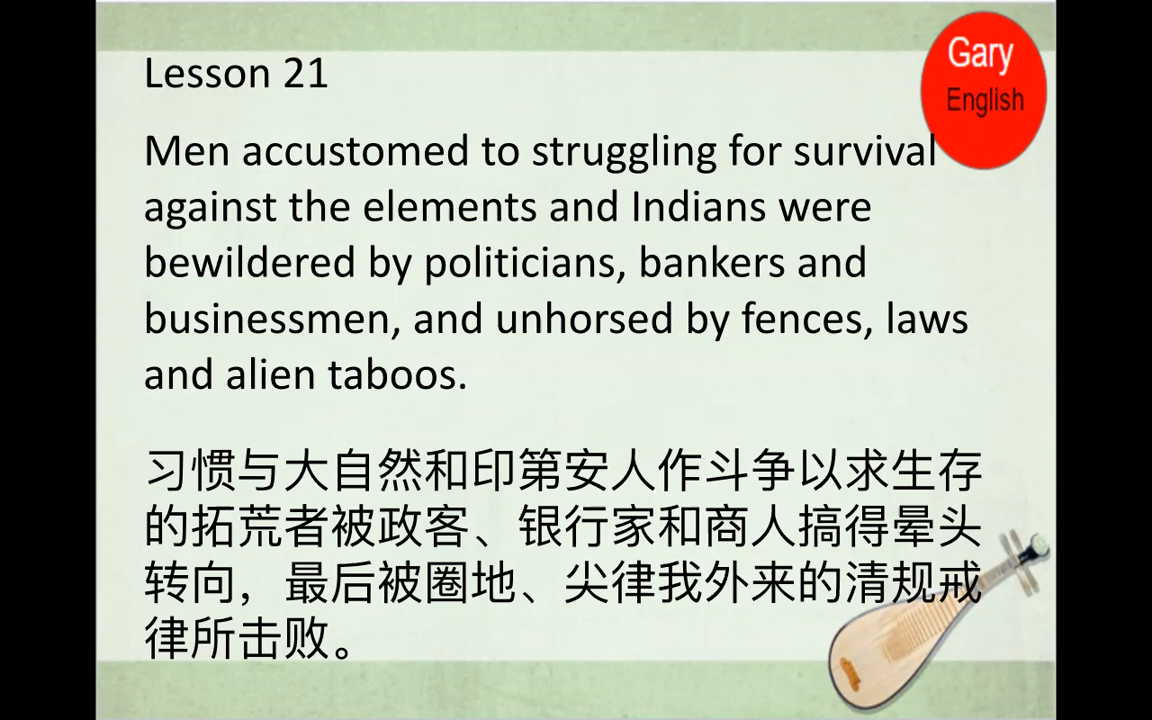 Lesson 21
Gary
English
Men accustomed to struggling for survival
against the elements and Indians were
bewildered by politicians, bankers and
businessmen, and unhorsed by fences, laws
and alien taboos.
习惯与大自然和印第安人作斗争以求生存
的拓荒者被政客、银行家和商人搞得晕头
转向，最后被圈地、尖律我外来的清规戒
律所击败。